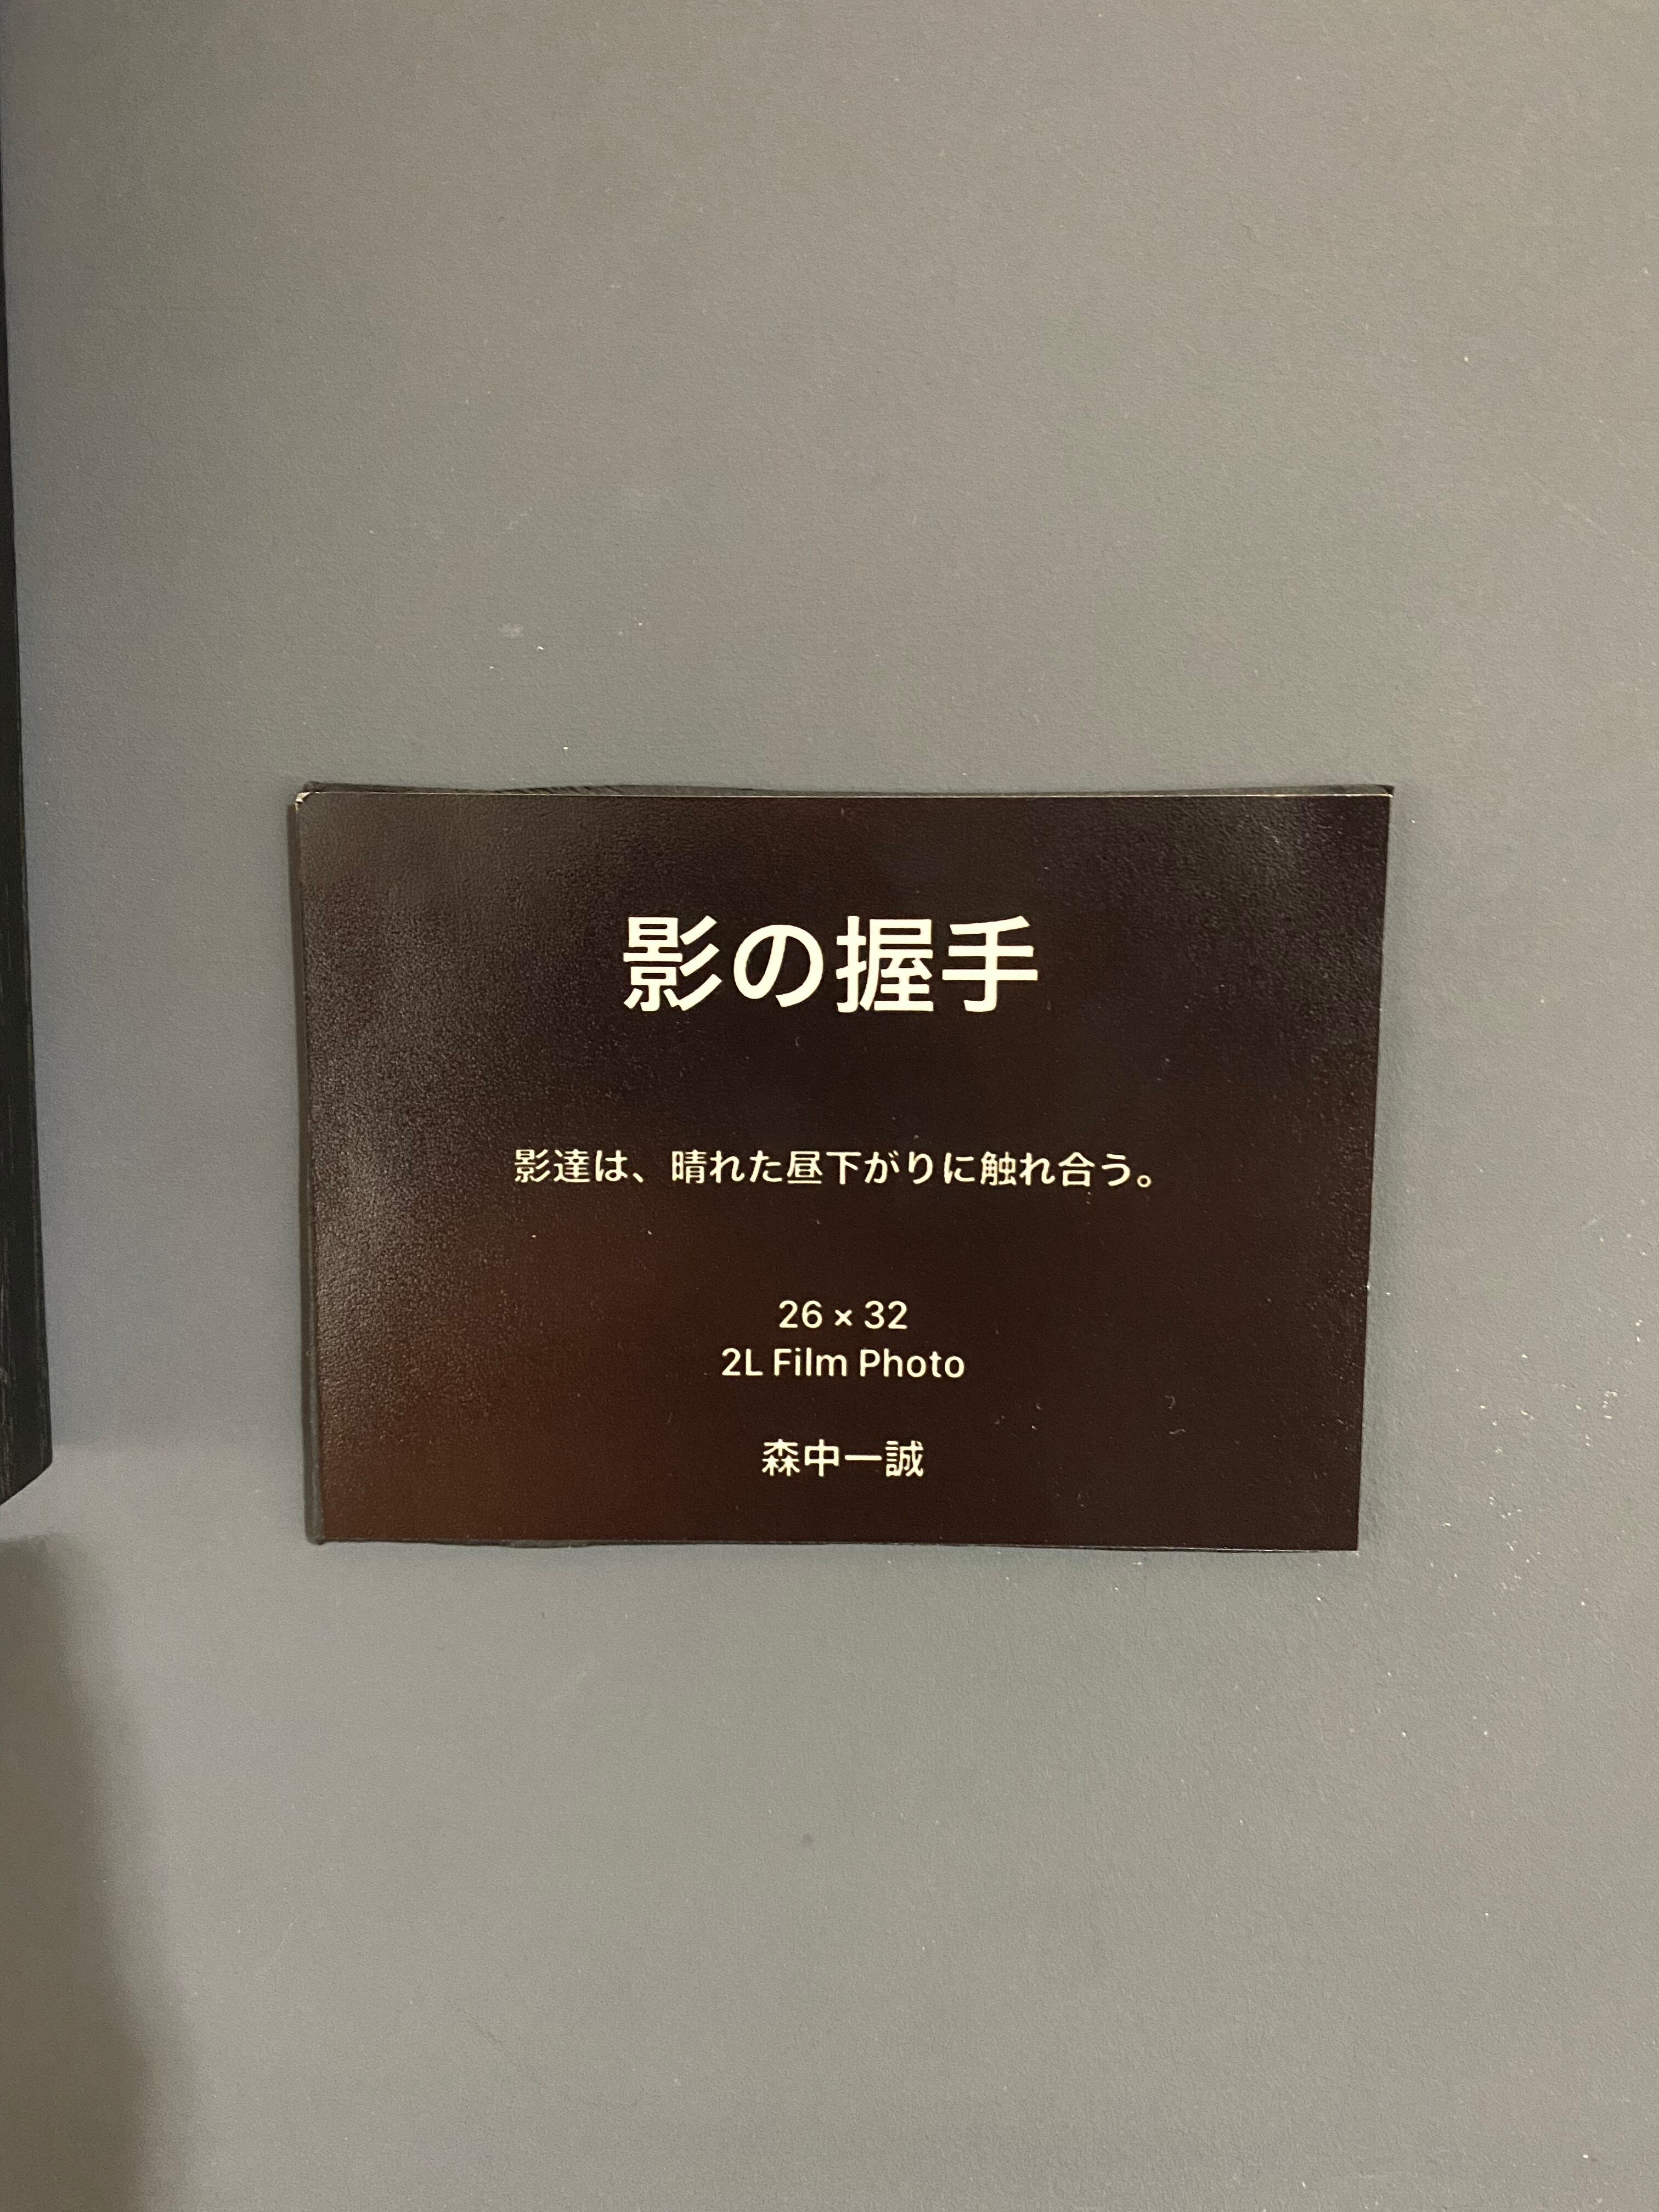 影の握手
影達は、晴れた昼下がりに触れ合う。
26 × 32
2L Film Photo
森中一誠